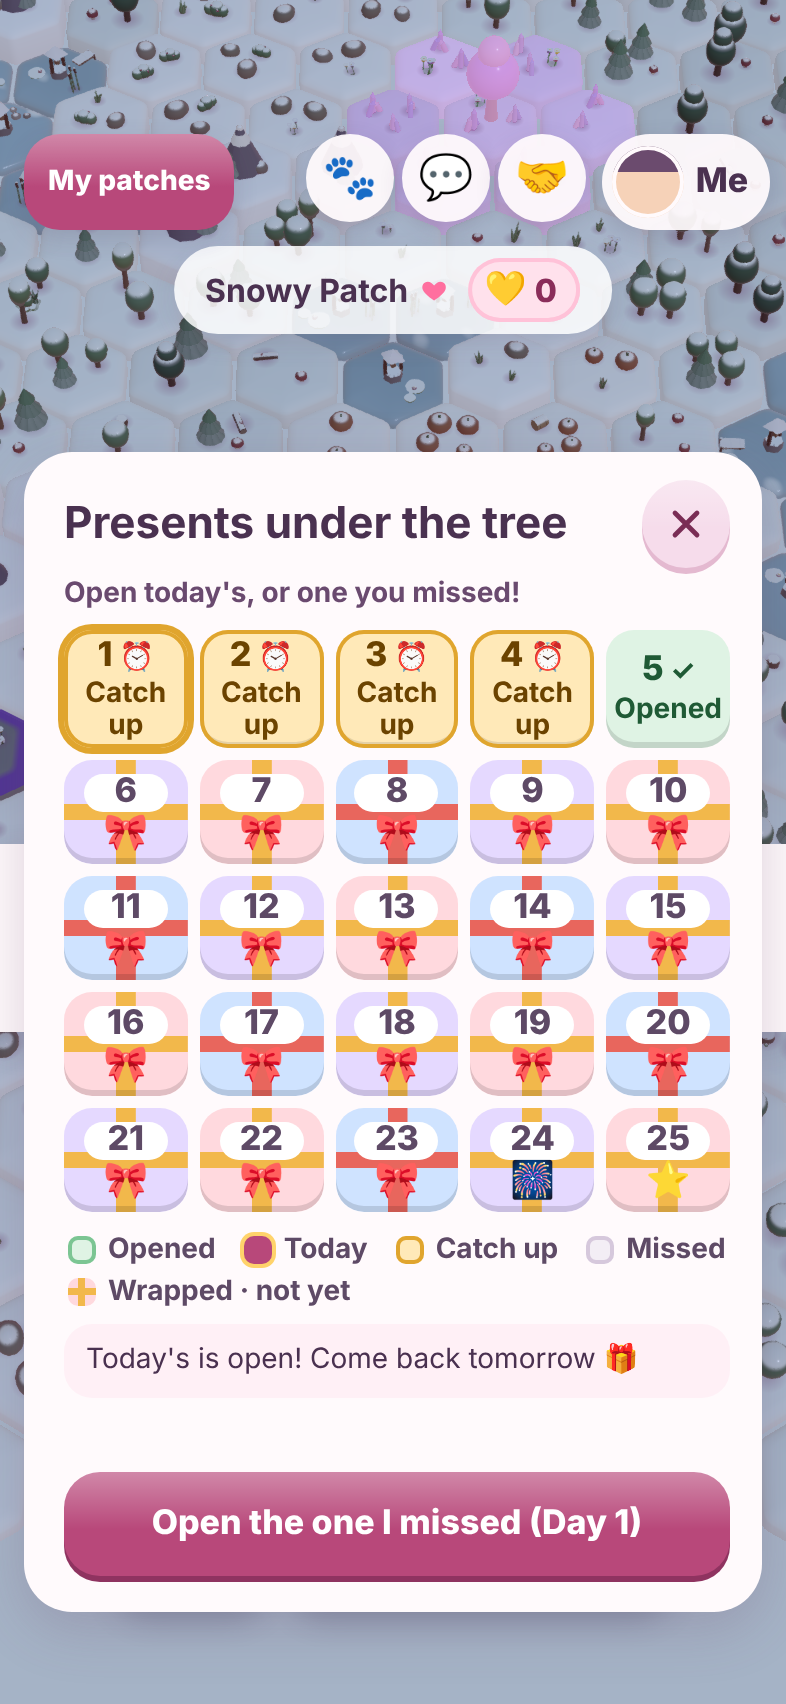 My patches
Me
Snowy Patch
0
Presents under the tree
Open today's, or one you missed!
1
Catch
up
2
Catch
up
3
Catch
up
4
Catch
up
5 ✓
Opened
6
7
8
9
10
11
12
13
14
15
16
17
18
19
20
21
22
23
24
25
Opened
Today
Catch up
Missed
Wrapped · not yet
Today's is open! Come back tomorrow 🎁
Open the one I missed (Day 1)